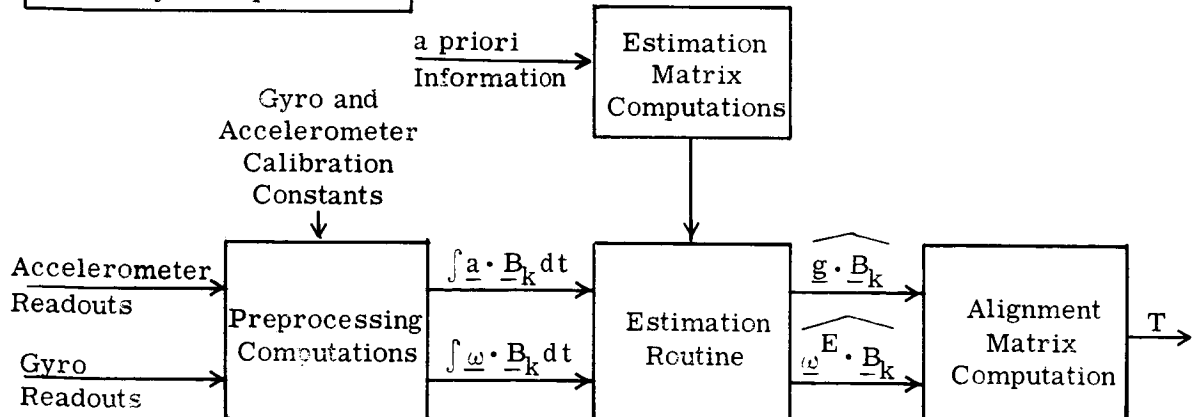 a priori
Information
Estimation
Matrix
Computations
Gyro and
Accelerometer
Calibration
Constants
Accelerometer
Readouts
Gyro
Readouts
Preprocessing
Computations
∫a · B_k dt
∫ω · B_k dt
Estimation
Routine
g · B_k
ω^E · B_k
Alignment
Matrix
Computation
T